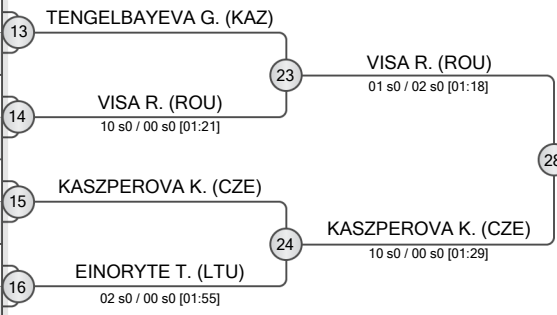 TENGELBAYEVA G. (KAZ)
13
23
VISA R. (ROU)
01 s0 / 02 s0 [01:18]
VISA R. (ROU)
14
10 s0 / 00 s0 [01:21]
28
KASZPEROVA K. (CZE)
15
24
KASZPEROVA K. (CZE)
10 s0 / 00 s0 [01:29]
EINORYTE T. (LTU)
16
02 s0 / 00 s0 [01:55]